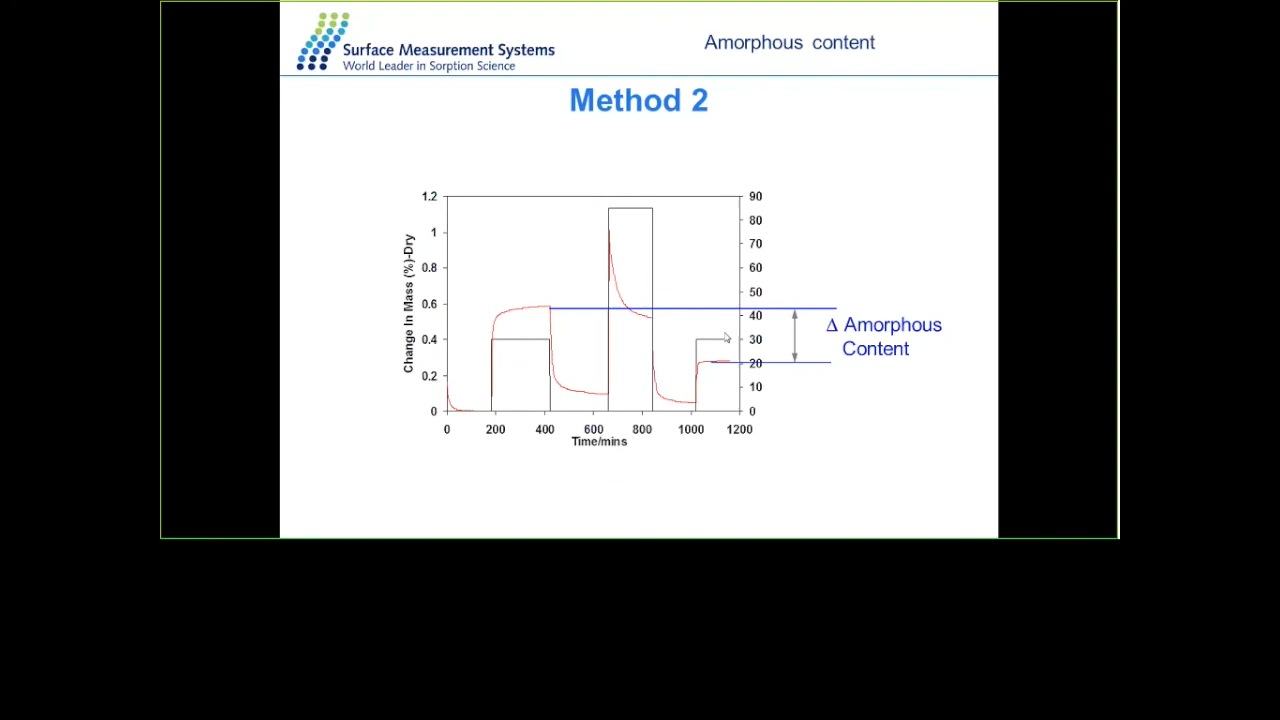 Surface Measurement Systems
World Leader in Sorption Science
Amorphous content
Method 2
Change In Mass (%)-Dry
1.2
1
0.8
0.6
0.4
0.2
0
90
80
70
60
50
40
30
20
10
0
Δ Amorphous
Content
0 200 400 600 800 1000 1200
Time/mins